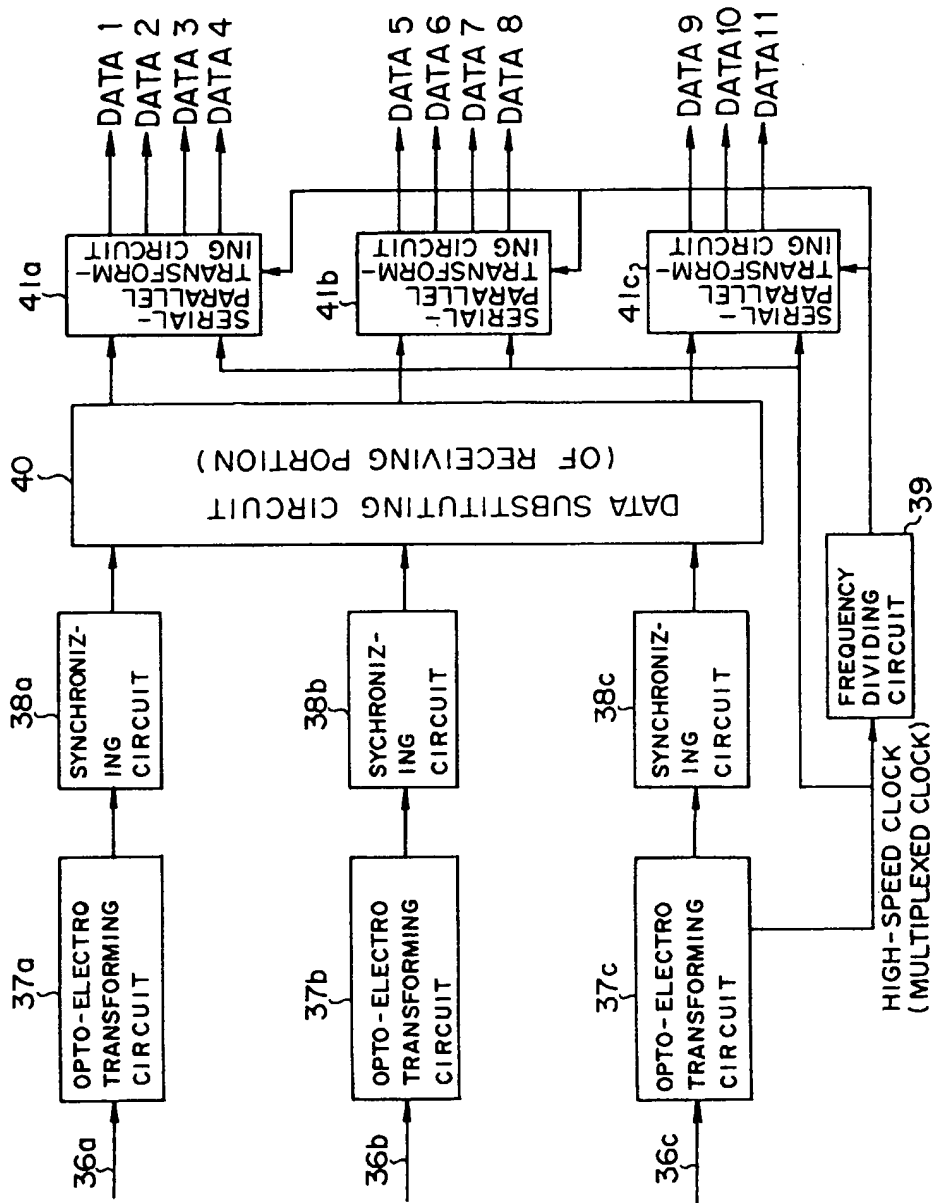 36a
37a
OPTO-ELECTRO
TRANSFORMING
CIRCUIT
38a
SYNCHRONIZ-
ING
CIRCUIT
36b
37b
OPTO-ELECTRO
TRANSFORMING
CIRCUIT
38b
SYCHRONIZ-
ING
CIRCUIT
36c
37c
OPTO-ELECTRO
TRANSFORMING
CIRCUIT
38c
SYNCHRONIZ-
ING
CIRCUIT
HIGH-SPEED CLOCK
(MULTIPLEXED CLOCK)
39
FREQUENCY
DIVIDING
CIRCUIT
40
DATA SUBSTITUTING CIRCUIT
(OF RECEIVING PORTION)
41a
SERIAL-
PARALLEL
TRANSFORM-
ING CIRCUIT
DATA 1
DATA 2
DATA 3
DATA 4
41b
SERIAL-
PARALLEL
TRANSFORM-
ING CIRCUIT
DATA 5
DATA 6
DATA 7
DATA 8
41c
SERIAL-
PARALLEL
TRANSFORM-
ING CIRCUIT
DATA 9
DATA10
DATA11